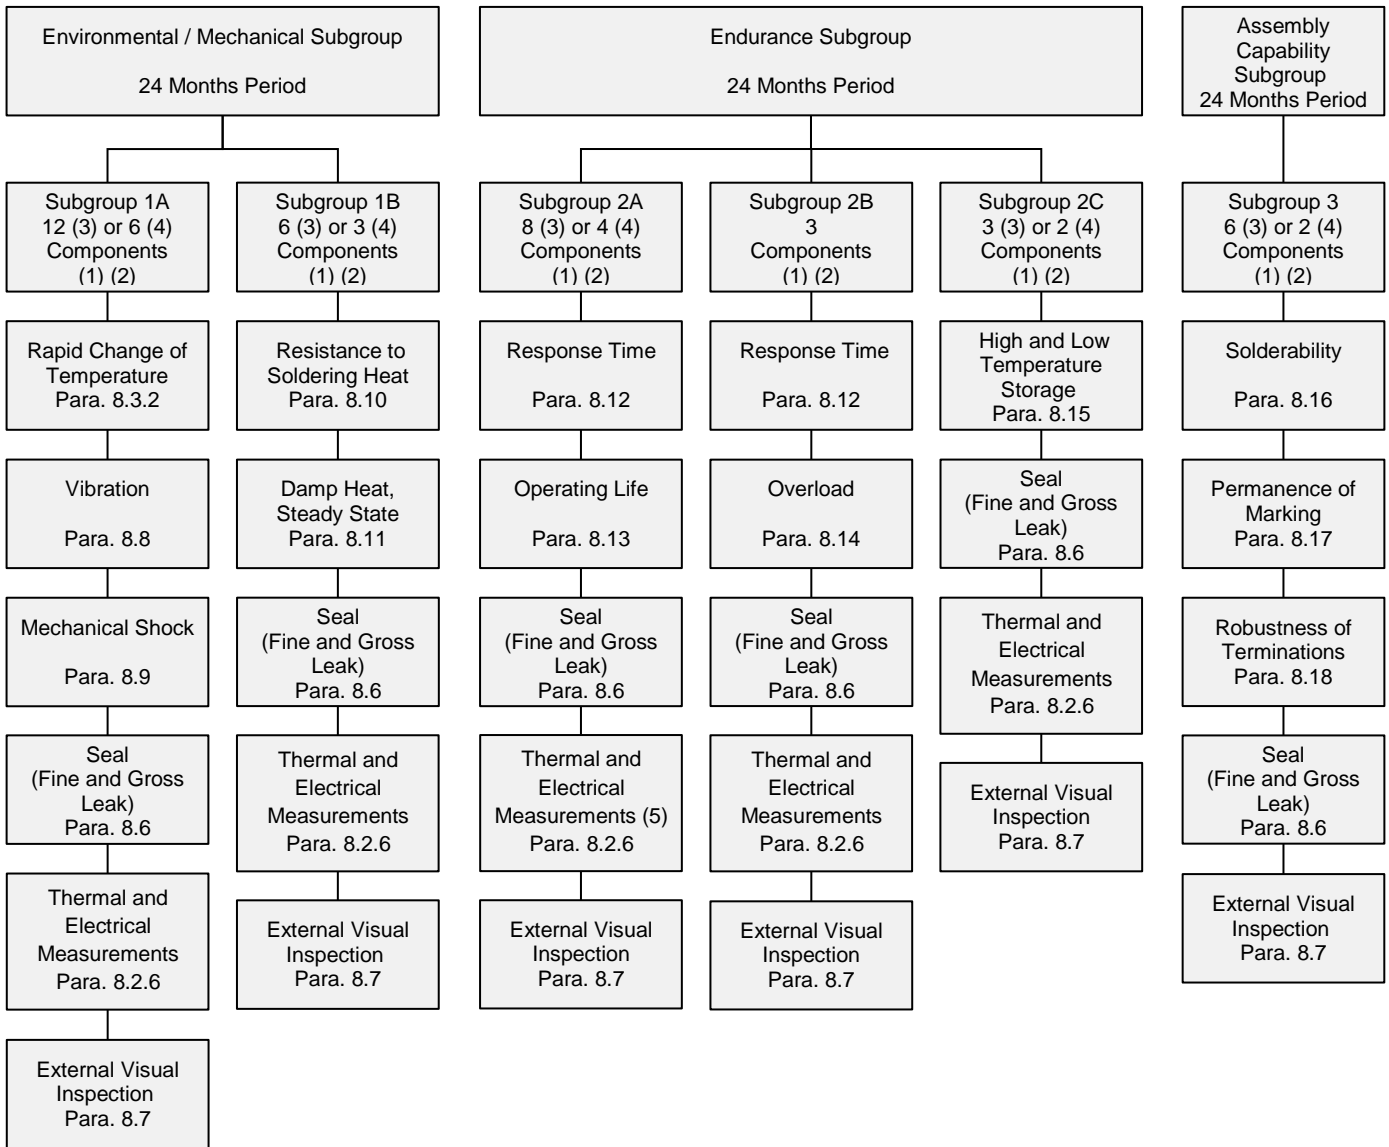 Environmental / Mechanical Subgroup
24 Months Period
Endurance Subgroup
24 Months Period
Assembly
Capability
Subgroup
24 Months Period
Subgroup 1A
12 (3) or 6 (4)
Components
(1) (2)
Subgroup 1B
6 (3) or 3 (4)
Components
(1) (2)
Subgroup 2A
8 (3) or 4 (4)
Components
(1) (2)
Subgroup 2B
3
Components
(1) (2)
Subgroup 2C
3 (3) or 2 (4)
Components
(1) (2)
Subgroup 3
6 (3) or 2 (4)
Components
(1) (2)
Rapid Change of
Temperature
Para. 8.3.2
Resistance to
Soldering Heat
Para. 8.10
Response Time
Para. 8.12
Response Time
Para. 8.12
High and Low
Temperature
Storage
Para. 8.15
Solderability
Para. 8.16
Vibration
Para. 8.8
Damp Heat,
Steady State
Para. 8.11
Operating Life
Para. 8.13
Overload
Para. 8.14
Seal
(Fine and Gross
Leak)
Para. 8.6
Permanence of
Marking
Para. 8.17
Mechanical Shock
Para. 8.9
Seal
(Fine and Gross
Leak)
Para. 8.6
Seal
(Fine and Gross
Leak)
Para. 8.6
Seal
(Fine and Gross
Leak)
Para. 8.6
Thermal and
Electrical
Measurements
Para. 8.2.6
Robustness of
Terminations
Para. 8.18
Seal
(Fine and Gross
Leak)
Para. 8.6
Thermal and
Electrical
Measurements
Para. 8.2.6
Thermal and
Electrical
Measurements (5)
Para. 8.2.6
Thermal and
Electrical
Measurements
Para. 8.2.6
External Visual
Inspection
Para. 8.7
Seal
(Fine and Gross
Leak)
Para. 8.6
Thermal and
Electrical
Measurements
Para. 8.2.6
External Visual
Inspection
Para. 8.7
External Visual
Inspection
Para. 8.7
External Visual
Inspection
Para. 8.7
External Visual
Inspection
Para. 8.7
External Visual
Inspection
Para. 8.7